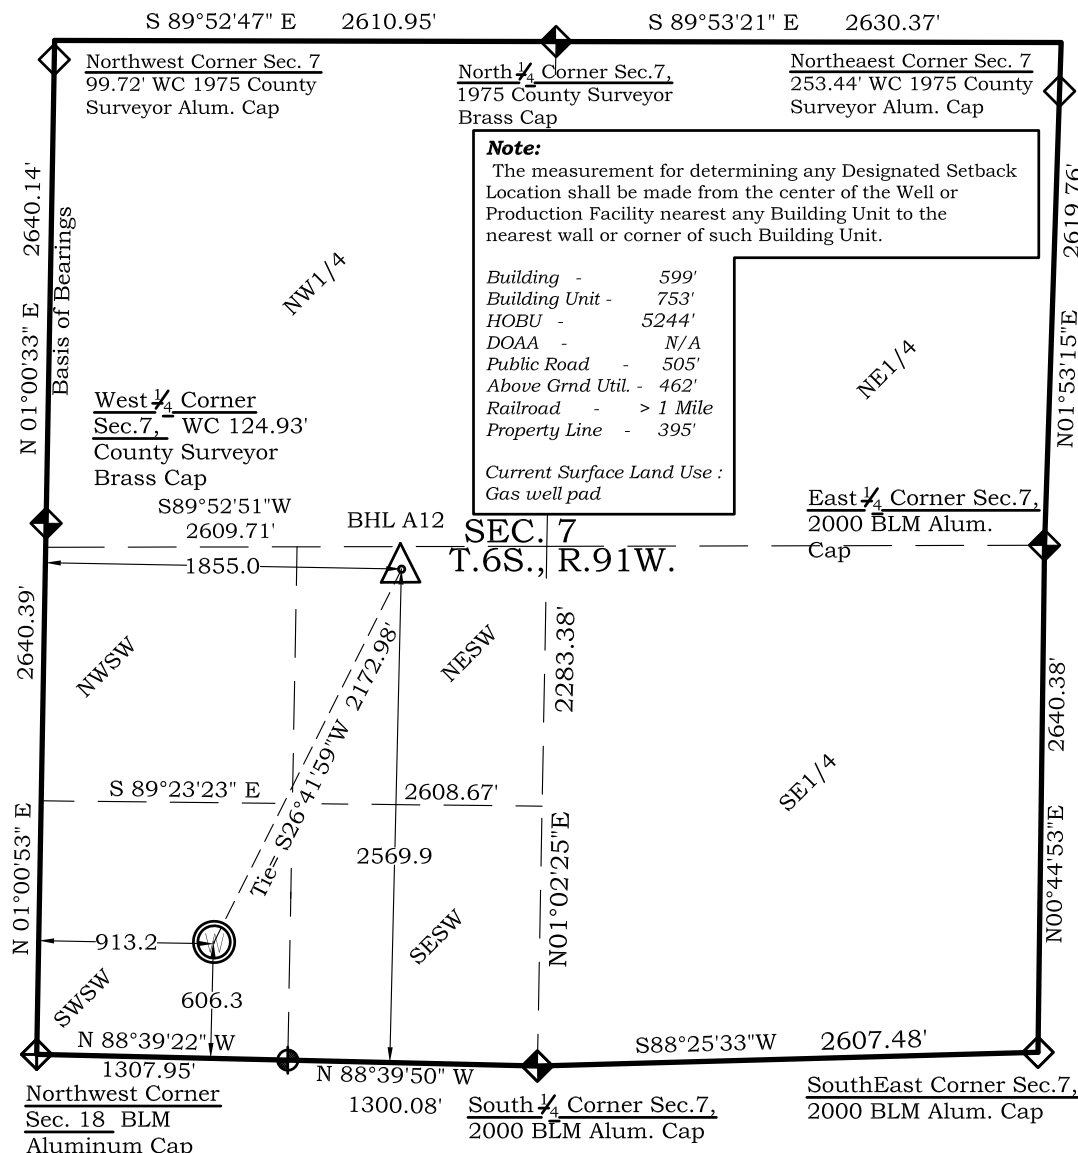 S 89°52'47" E 2610.95'
S 89°53'21" E 2630.37'
Northwest Corner Sec. 7
99.72' WC 1975 County
Surveyor Alum. Cap
North 1/4 Corner Sec.7,
1975 County Surveyor
Brass Cap
Northeaest Corner Sec. 7
253.44' WC 1975 County
Surveyor Alum. Cap
Note:
The measurement for determining any Designated Setback
Location shall be made from the center of the Well or
Production Facility nearest any Building Unit to the
nearest wall or corner of such Building Unit.
Building - 599'
Building Unit - 753'
HOBU - 5244'
DOAA - N/A
Public Road - 505'
Above Grnd Util. - 462'
Railroad - > 1 Mile
Property Line - 395'
Current Surface Land Use :
Gas well pad
N 01°00'33" E 2640.14'
Basis of Bearings
NW1/4
NE1/4
N01°53'15"E 2619.76'
West 1/4 Corner
Sec.7, WC 124.93'
County Surveyor
Brass Cap
S89°52'51"W
2609.71'
BHL A12
SEC. 7
T.6S., R.91W.
East 1/4 Corner Sec.7,
2000 BLM Alum.
Cap
1855.0
N 01°00'53" E 2640.39'
NWSW
NESW
Tie= S26°41'59"W 2172.98'
N01°02'25"E 2283.38'
N00°44'53"E 2640.38'
S 89°23'23" E 2608.67'
SE1/4
2569.9
913.2
606.3
SWSW
SESW
N 88°39'22" W
1307.95'
N 88°39'50" W
1300.08'
S88°25'33"W 2607.48'
Northwest Corner
Sec. 18 BLM
Aluminum Cap
South 1/4 Corner Sec.7,
2000 BLM Alum. Cap
SouthEast Corner Sec.7,
2000 BLM Alum. Cap